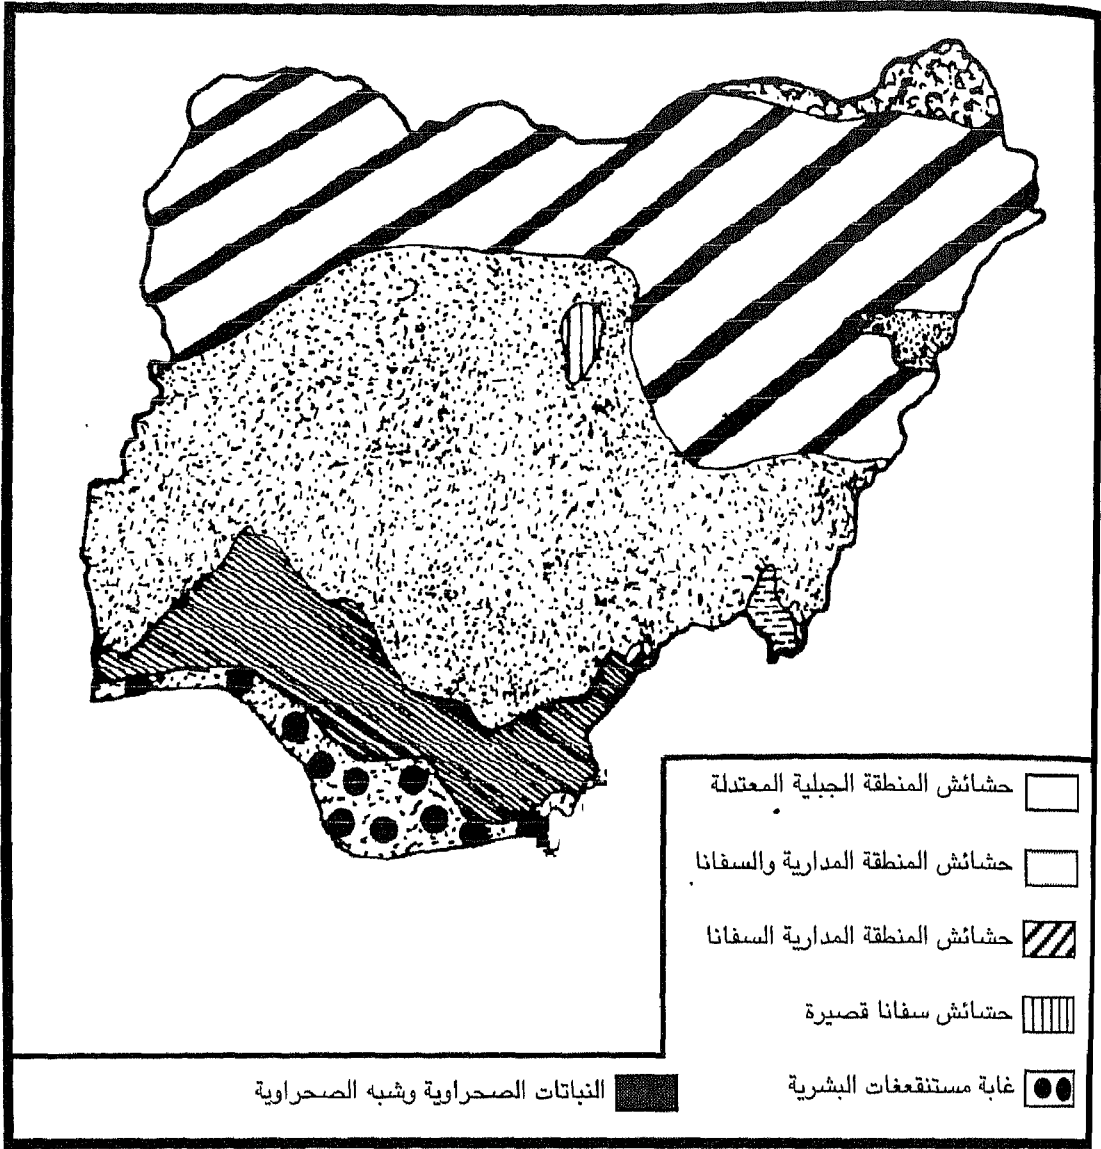 حشائش المنطقة الجبلية المعتدلة
حشائش المنطقة المدارية والسفانا
حشائش المنطقة المدارية السفانا
حشائش سفانا قصيرة
غابة مستنقعات البشرية
النباتات الصحراوية وشبه الصحراوية